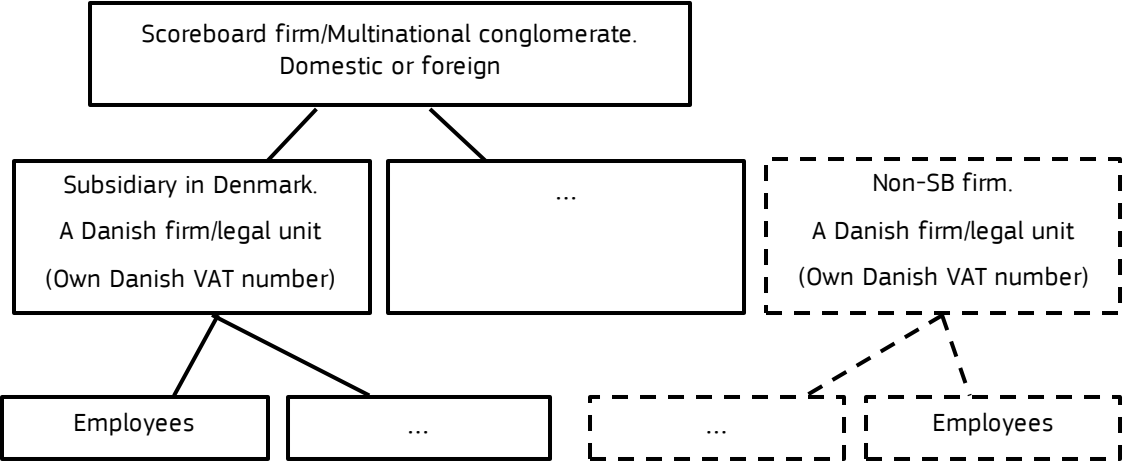 Scoreboard firm/Multinational conglomerate.
Domestic or foreign
Subsidiary in Denmark.
A Danish firm/legal unit
(Own Danish VAT number)
...
Non-SB firm.
A Danish firm/legal unit
(Own Danish VAT number)
Employees
...
...
Employees